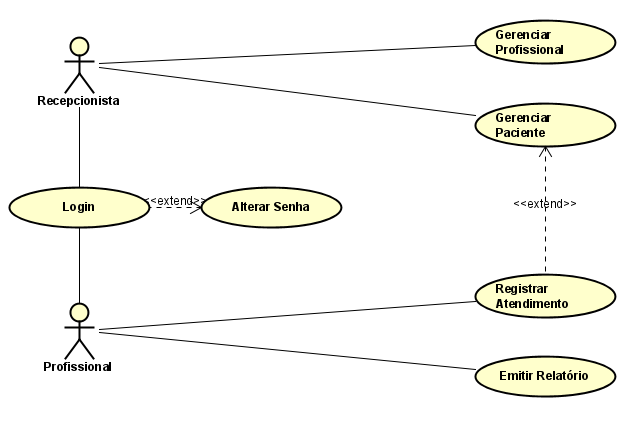 Gerenciar
Profissional
Recepcionista
Gerenciar
Paciente
Login
<<extend>>
Alterar Senha
<<extend>>
Registrar
Atendimento
Profissional
Emitir Relatório